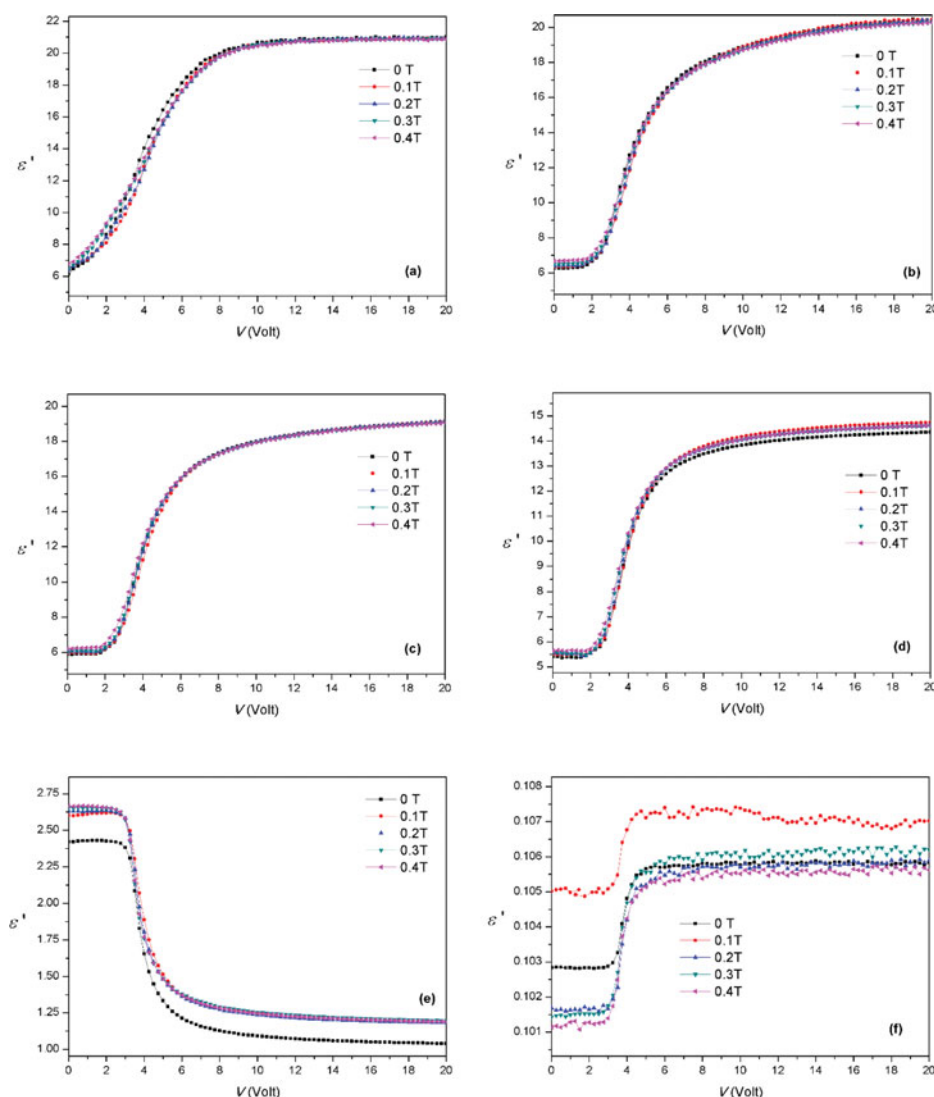 22
20
18
16
14
12
10
8
6
ε'
0 T
0.1T
0.2T
0.3T
0.4T
(a)
0 2 4 6 8 10 12 14 16 18 20
V (Volt)
20
18
16
14
12
10
8
6
ε'
0 T
0.1T
0.2T
0.3T
0.4T
(b)
0 2 4 6 8 10 12 14 16 18 20
V (Volt)
20
18
16
14
12
10
8
6
ε'
0 T
0.1T
0.2T
0.3T
0.4T
(c)
0 2 4 6 8 10 12 14 16 18 20
V (Volt)
15
14
13
12
11
10
9
8
7
6
5
ε'
0 T
0.1T
0.2T
0.3T
0.4T
(d)
0 2 4 6 8 10 12 14 16 18 20
V (Volt)
2.75
2.50
2.25
2.00
1.75
1.50
1.25
1.00
ε'
0 T
0.1T
0.2T
0.3T
0.4T
(e)
0 2 4 6 8 10 12 14 16 18 20
V (Volt)
0.108
0.107
0.106
0.105
0.104
0.103
0.102
0.101
ε'
0 T
0.1T
0.2T
0.3T
0.4T
(f)
0 2 4 6 8 10 12 14 16 18 20
V (Volt)